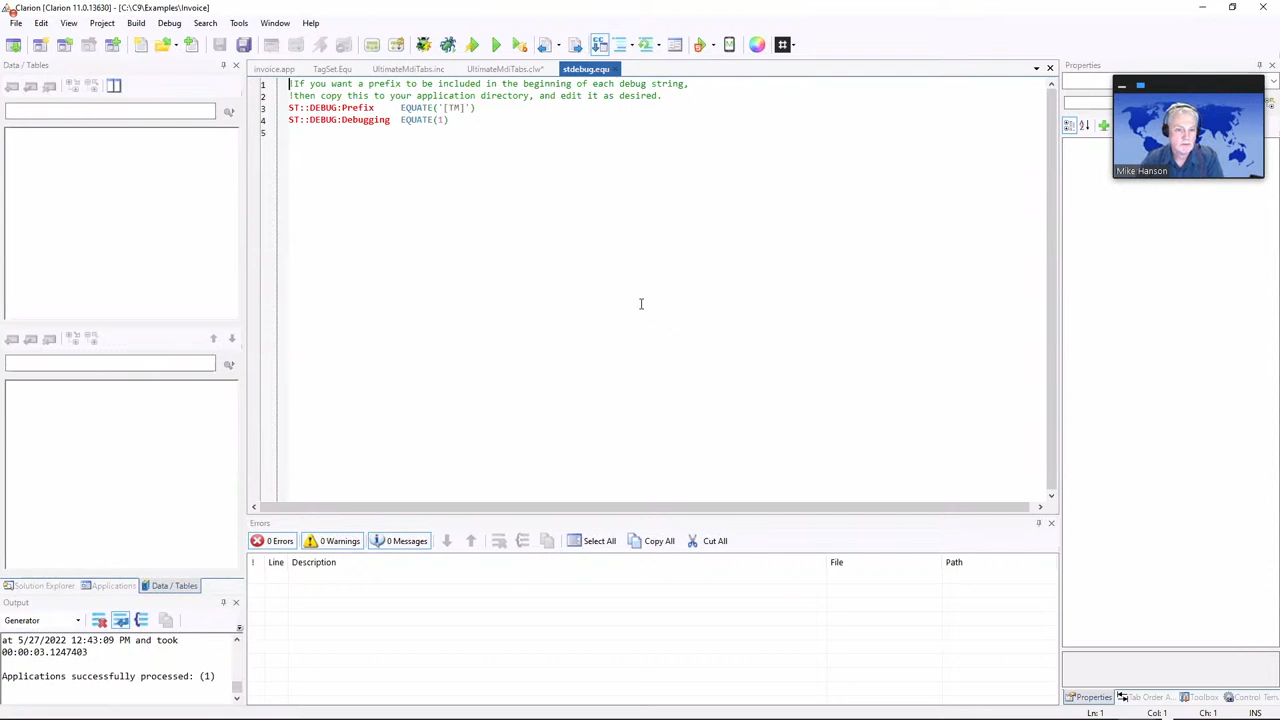 Clarion [Clarion 11.0.13630] - [C:\C9\Examples\Invoice]
File Edit View Project Build Debug Search Tools Window Help
Data / Tables
invoice.app TagSet.Equ UltimateMdiTabs.inc UltimateMdiTabs.clw* stdebug.equ
Properties
1 !If you want a prefix to be included in the beginning of each debug string,
2 !then copy this to your application directory, and edit it as desired.
3 ST::DEBUG:Prefix EQUATE('[TM]')
4 ST::DEBUG:Debugging EQUATE(1)
5
Mike Hanson
Errors
0 Errors 0 Warnings 0 Messages Select All Copy All Cut All
! Line Description File Path
Solution Explorer Applications Data / Tables
Output
Generator
at 5/27/2022 12:43:09 PM and took
00:00:03.1247403
Applications successfully processed: (1)
Properties Tab Order A... Toolbox Control Tem
Ln: 1 Col: 1 Ch: 1 INS